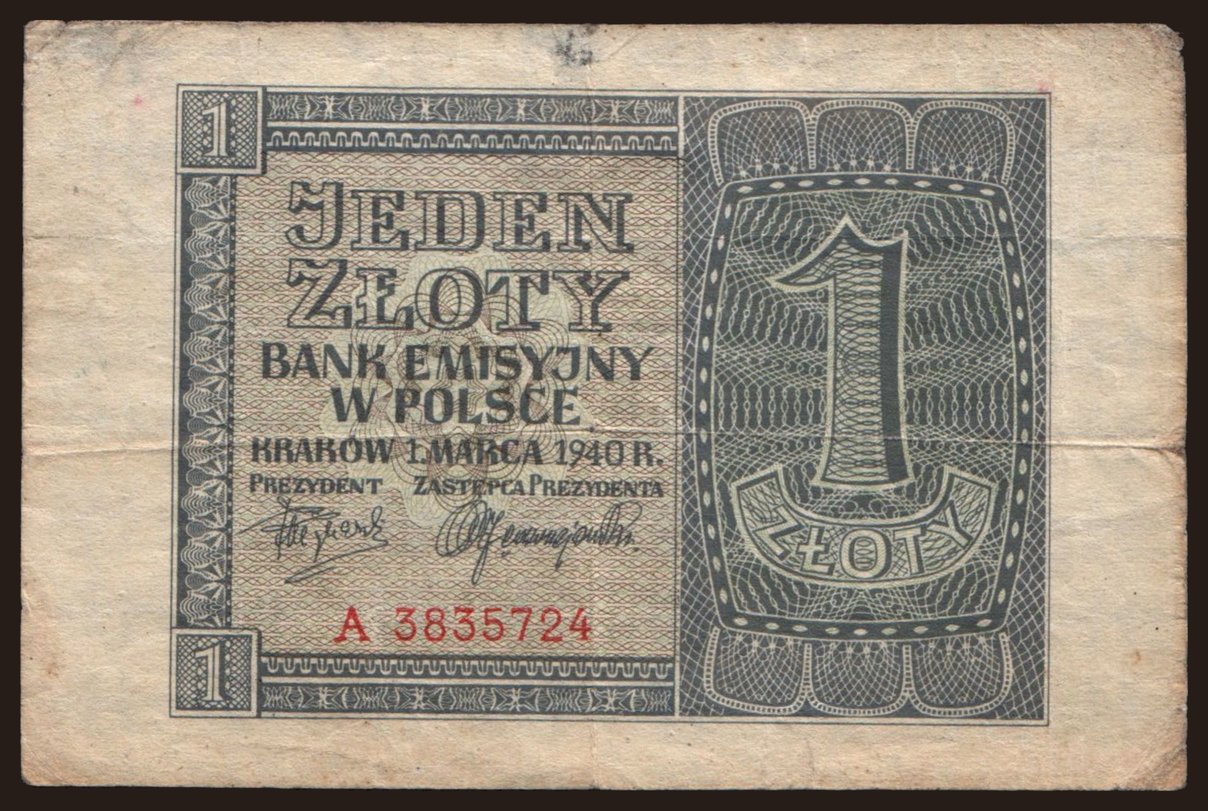 1
JEDEN
ZŁOTY
BANK EMISYJNY
W POLSCE.
KRAKÓW 1. MARCA 1940 R.
PREZYDENT ZASTĘPCA PREZYDENTA
A 3835724
1
1
ZŁOTY